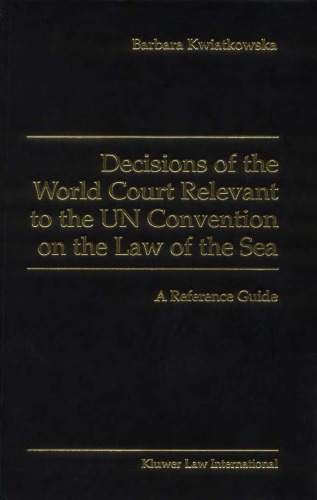 Barbara Kwiatkowska
Decisions of the
World Court Relevant
to the UN Convention
on the Law of the Sea
A Reference Guide
Kluwer Law International